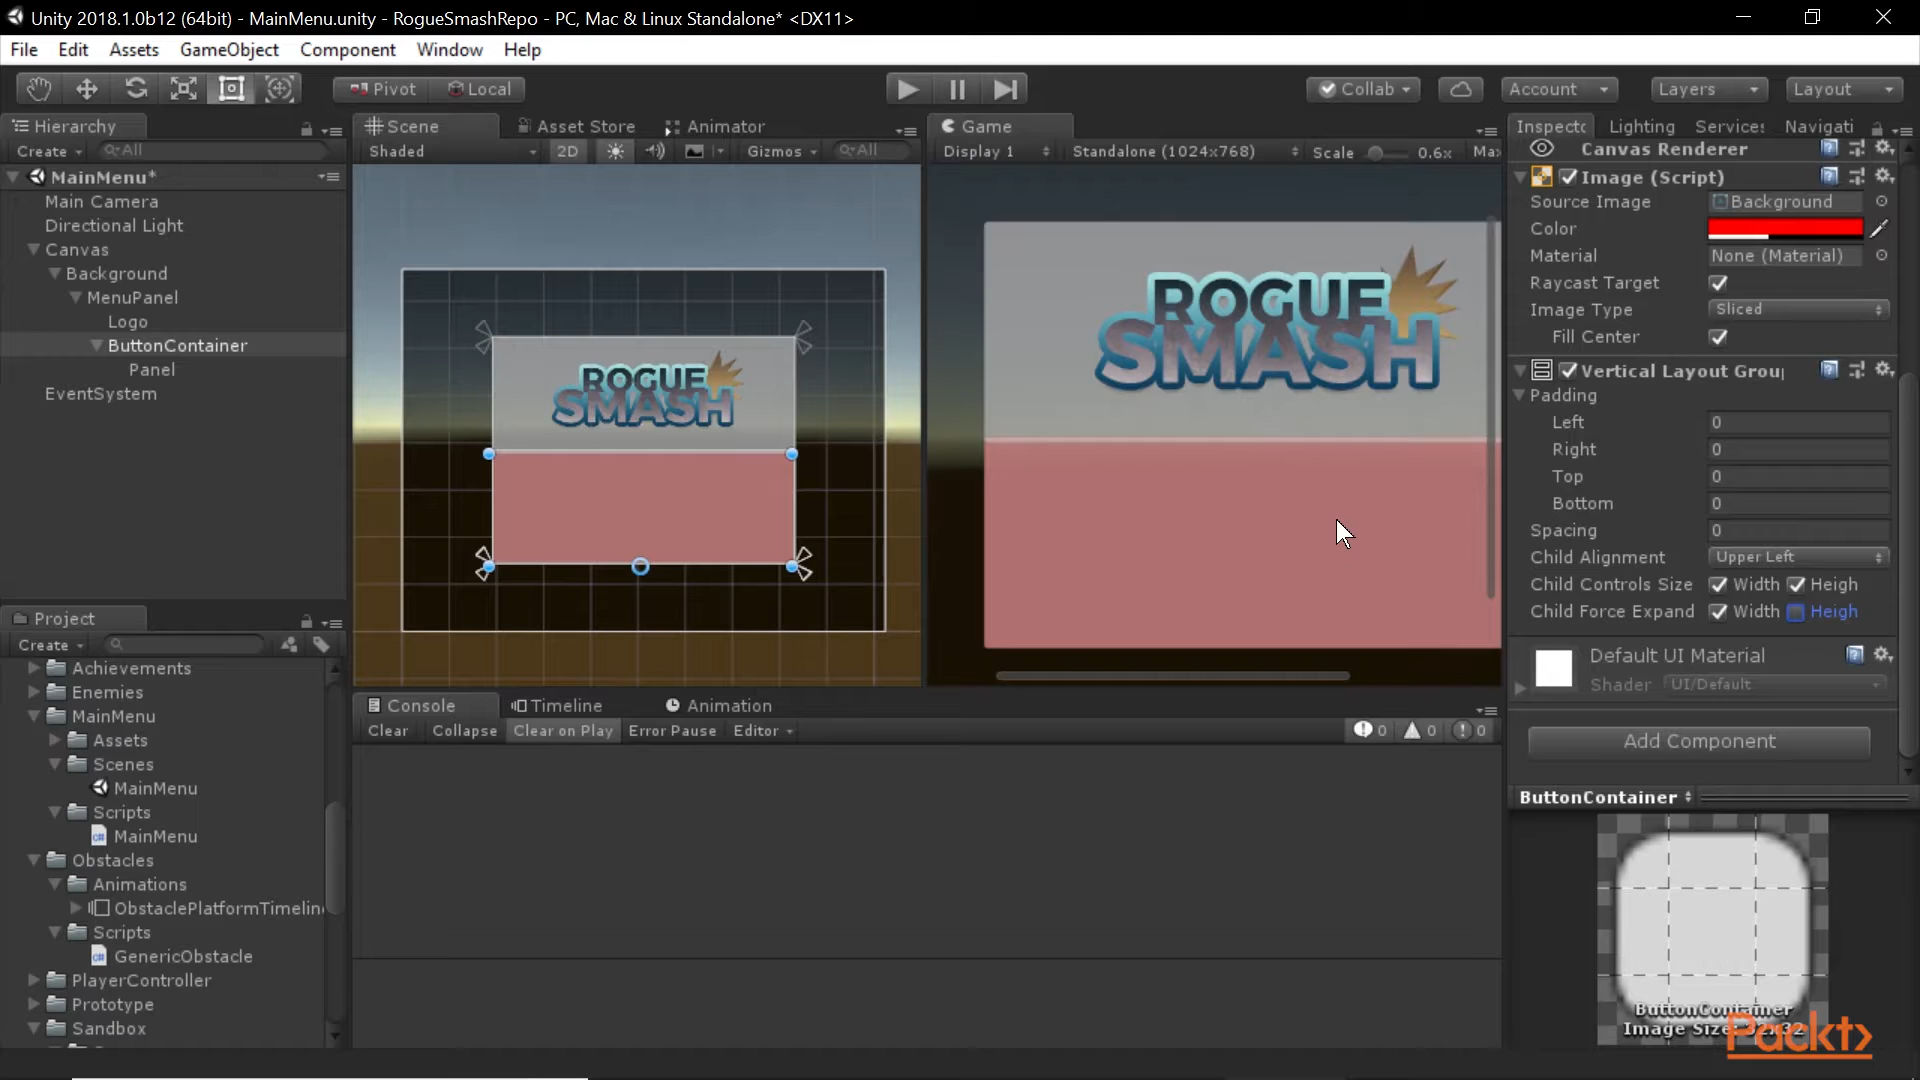 Unity 2018.1.0b12 (64bit) - MainMenu.unity - RogueSmashRepo - PC, Mac & Linux Standalone* <DX11>
File Edit Assets GameObject Component Window Help
Pivot Local Collab Account Layers Layout
Hierarchy
Create All
MainMenu*
Main Camera
Directional Light
Canvas
Background
MenuPanel
Logo
ButtonContainer
Panel
EventSystem
Scene Asset Store Animator
Shaded 2D Gizmos All
ROGUE
SMASH
Game
Display 1 Standalone (1024x768) Scale 0.6x Max
ROGUE
SMASH
Project
Create
Achievements
Enemies
MainMenu
Assets
Scenes
MainMenu
Scripts
MainMenu
Obstacles
Animations
ObstaclePlatformTimelin
Scripts
GenericObstacle
PlayerController
Prototype
Sandbox
Console Timeline Animation
Clear Collapse Clear on Play Error Pause Editor 0 0 0
Inspectc Lighting Services Navigati
Canvas Renderer
Image (Script)
Source Image Background
Color
Material None (Material)
Raycast Target
Image Type Sliced
Fill Center
Vertical Layout Grou
Padding
Left 0
Right 0
Top 0
Bottom 0
Spacing 0
Child Alignment Upper Left
Child Controls Size Width Heigh
Child Force Expand Width Heigh
Default UI Material
Shader UI/Default
Add Component
ButtonContainer
ButtonContainer
Image Size: 32x32
Packt>